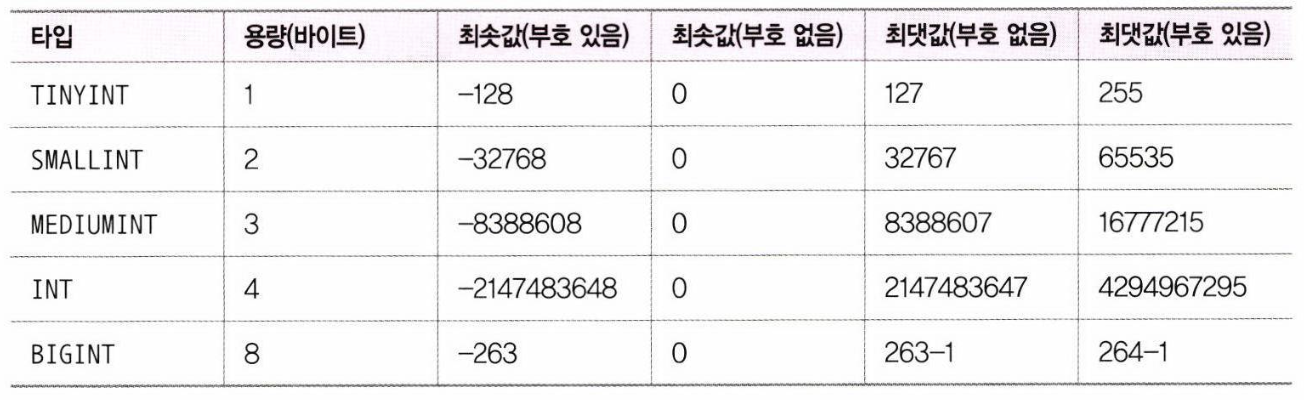 타입 용량(바이트) 최솟값(부호 있음) 최솟값(부호 없음) 최댓값(부호 없음) 최댓값(부호 있음)
TINYINT 1 -128 0 127 255
SMALLINT 2 -32768 0 32767 65535
MEDIUMINT 3 -8388608 0 8388607 16777215
INT 4 -2147483648 0 2147483647 4294967295
BIGINT 8 -263 0 263-1 264-1